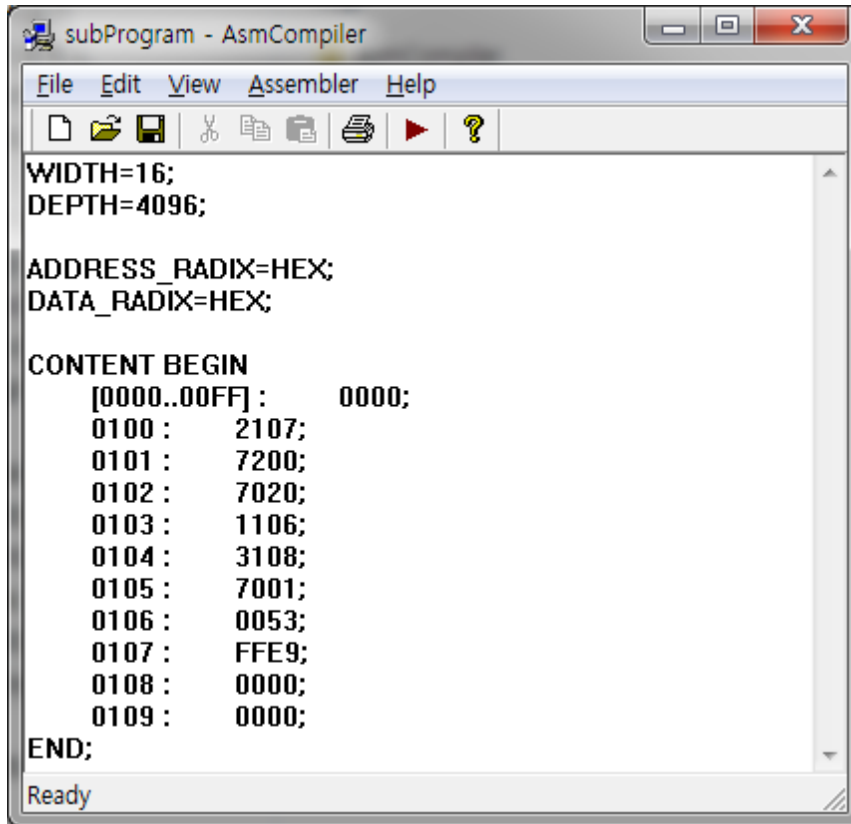 subProgram - AsmCompiler
File Edit View Assembler Help
WIDTH=16;
DEPTH=4096;
ADDRESS_RADIX=HEX;
DATA_RADIX=HEX;
CONTENT BEGIN
[0000..00FF] : 0000;
0100 : 2107;
0101 : 7200;
0102 : 7020;
0103 : 1106;
0104 : 3108;
0105 : 7001;
0106 : 0053;
0107 : FFE9;
0108 : 0000;
0109 : 0000;
END;
Ready